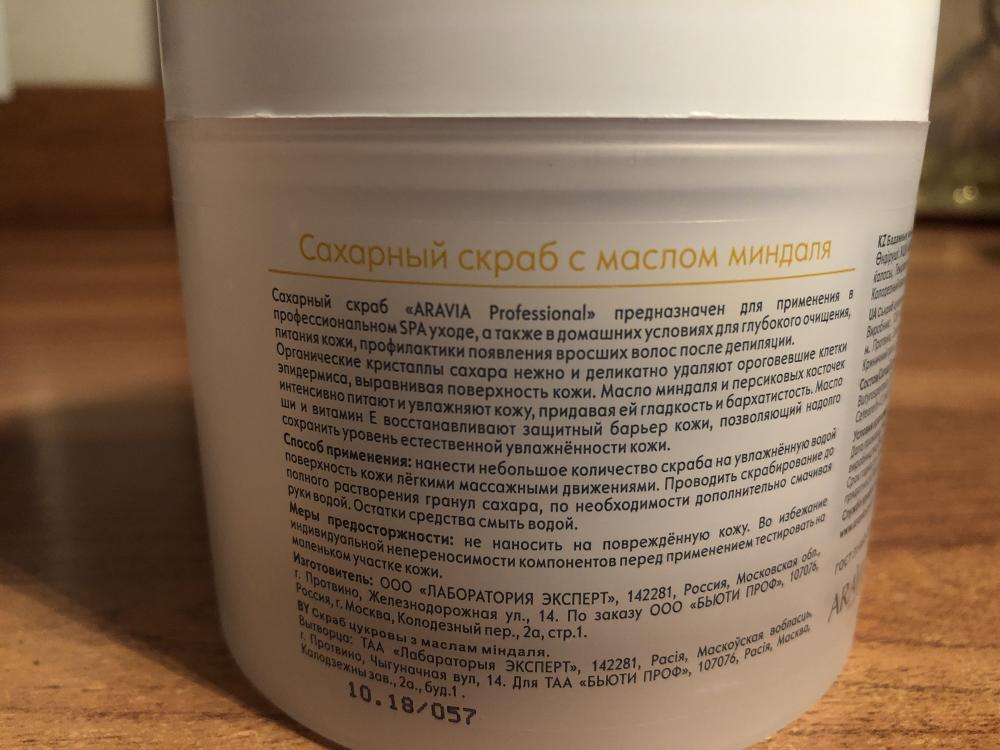 Сахарный скраб с маслом миндаля
Сахарный скраб «ARAVIA Professional» предназначен для применения в
профессиональном SPA уходе, а также в домашних условиях для глубокого очищения,
питания кожи, профилактики появления вросших волос после депиляции.
Органические кристаллы сахара нежно и деликатно удаляют ороговевшие клетки
эпидермиса, выравнивая поверхность кожи. Масло миндаля и персиковых косточек
интенсивно питают и увлажняют кожу, придавая ей гладкость и бархатистость. Масло
ши и витамин Е восстанавливают защитный барьер кожи, позволяющий надолго
сохранить уровень естественной увлажнённости кожи.
Способ применения: нанести небольшое количество скраба на увлажнённую водой
поверхность кожи лёгкими массажными движениями. Проводить скрабирование до
полного растворения гранул сахара, по необходимости дополнительно смачивая
руки водой. Остатки средства смыть водой.
Меры предосторжности: не наносить на повреждённую кожу. Во избежание
индивидуальной непереносимости компонентов перед применением тестировать на
маленьком участке кожи.
Изготовитель: ООО «ЛАБОРАТОРИЯ ЭКСПЕРТ», 142281, Россия, Московская обл.,
г. Протвино, Железнодорожная ул., 14. По заказу ООО «БЬЮТИ ПРОФ», 107076,
Россия, г. Москва, Колодезный пер., 2а, стр.1.
BY Скраб цукровы з маслам міндаля.
Вытворца: ТАА «Лабараторыя ЭКСПЕРТ», 142281, Расія, Маскоўская вобласць,
г. Протвино, Чыгуначная вул, 14. Для ТАА «БЬЮТИ ПРОФ», 107076, Расія, Масква,
Калодзежны зав., 2а., буд.1 .
10.18/057
KZ
UA